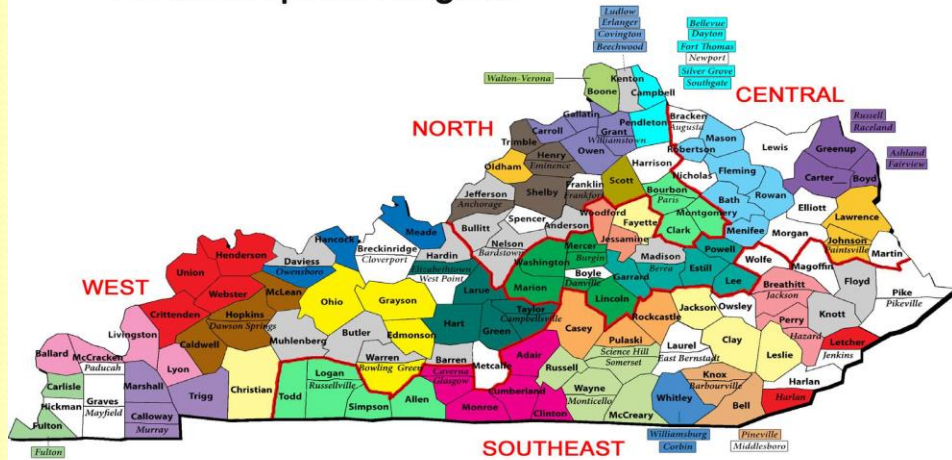 Ludlow
Erlanger
Covington
Beechwood
Bellevue
Dayton
Fort Thomas
Newport
Silver Grove
Southgate
Walton-Verona
Boone
Kenton
Campbell
CENTRAL
NORTH
Gallatin
Carroll
Grant
Williamstown
Pendleton
Bracken
Augusta
Mason
Lewis
Russell
Raceland
Trimble
Owen
Robertson
Greenup
Ashland
Fairview
Oldham
Henry
Eminence
Harrison
Nicholas
Fleming
Carter
Boyd
Shelby
Franklin
Frankfort
Scott
Bourbon
Paris
Bath
Rowan
Elliott
Lawrence
Jefferson
Anchorage
Spencer
Anderson
Woodford
Fayette
Montgomery
Clark
Menifee
Morgan
Johnson
Paintsville
Martin
Meade
Bullitt
Nelson
Bardstown
Mercer
Burgin
Jessamine
Madison
Berea
Powell
Wolfe
Magoffin
Hancock
Breckinridge
Cloverport
Hardin
Elizabethtown
West Point
Washington
Boyle
Danville
Garrard
Estill
Lee
Breathitt
Jackson
Floyd
Pike
Pikeville
Henderson
Union
Daviess
Owensboro
WEST
Webster
McLean
Ohio
Grayson
Larue
Marion
Lincoln
Rockcastle
Jackson
Owsley
Perry
Hazard
Knott
Crittenden
Hopkins
Dawson Springs
Hart
Taylor
Campbellsville
Green
Casey
Clay
Letcher
Jenkins
Livingston
Caldwell
Muhlenberg
Butler
Edmonson
Pulaski
Science Hill
Somerset
Laurel
East Bernstadt
Leslie
Ballard
McCracken
Paducah
Lyon
Warren
Bowling Green
Barren
Caverna
Glasgow
Metcalfe
Adair
Russell
Knox
Barbourville
Harlan
Harlan
Carlisle
Marshall
Trigg
Christian
Todd
Logan
Russellville
Simpson
Allen
Monroe
Cumberland
Clinton
Wayne
Monticello
McCreary
Whitley
Bell
Hickman
Graves
Mayfield
Calloway
Murray
Fulton
Fulton
SOUTHEAST
Williamsburg
Corbin
Pineville
Middlesboro